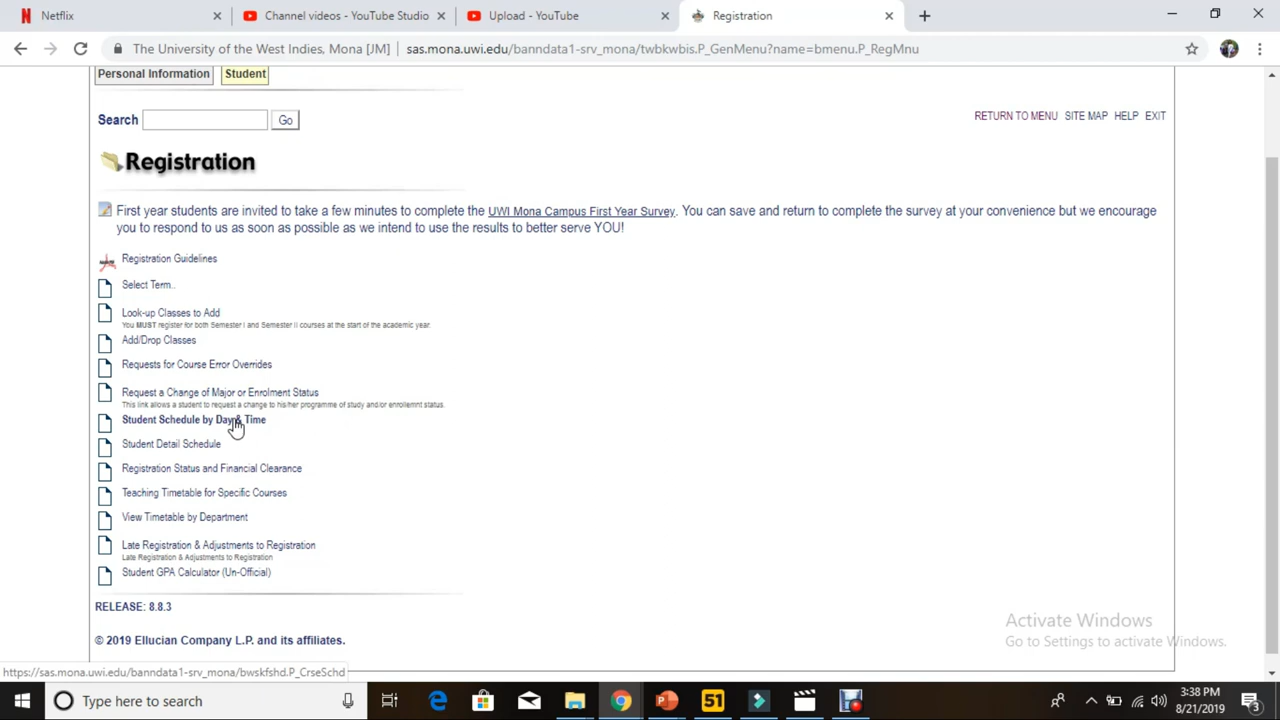 Netflix
Channel videos - YouTube Studio
Upload - YouTube
Registration
The University of the West Indies, Mona [JM] sas.mona.uwi.edu/banndata1-srv_mona/twbkwbis.P_GenMenu?name=bmenu.P_RegMnu
Personal Information Student
Search Go
RETURN TO MENU SITE MAP HELP EXIT
Registration
First year students are invited to take a few minutes to complete the UWI Mona Campus First Year Survey. You can save and return to complete the survey at your convenience but we encourage
you to respond to us as soon as possible as we intend to use the results to better serve YOU!
Registration Guidelines
Select Term..
Look-up Classes to Add
You MUST register for both Semester I and Semester II courses at the start of the academic year.
Add/Drop Classes
Requests for Course Error Overrides
Request a Change of Major or Enrolment Status
This link allows a student to request a change to his/her programme of study and/or enrollemnt status.
Student Schedule by Day & Time
Student Detail Schedule
Registration Status and Financial Clearance
Teaching Timetable for Specific Courses
View Timetable by Department
Late Registration & Adjustments to Registration
Late Registration & Adjustments to Registration
Student GPA Calculator (Un-Official)
RELEASE: 8.8.3
© 2019 Ellucian Company L.P. and its affiliates.
Activate Windows
Go to Settings to activate Windows.
https://sas.mona.uwi.edu/banndata1-srv_mona/bwskfshd.P_CrseSchd
Type here to search
51
3:38 PM
8/21/2019
3